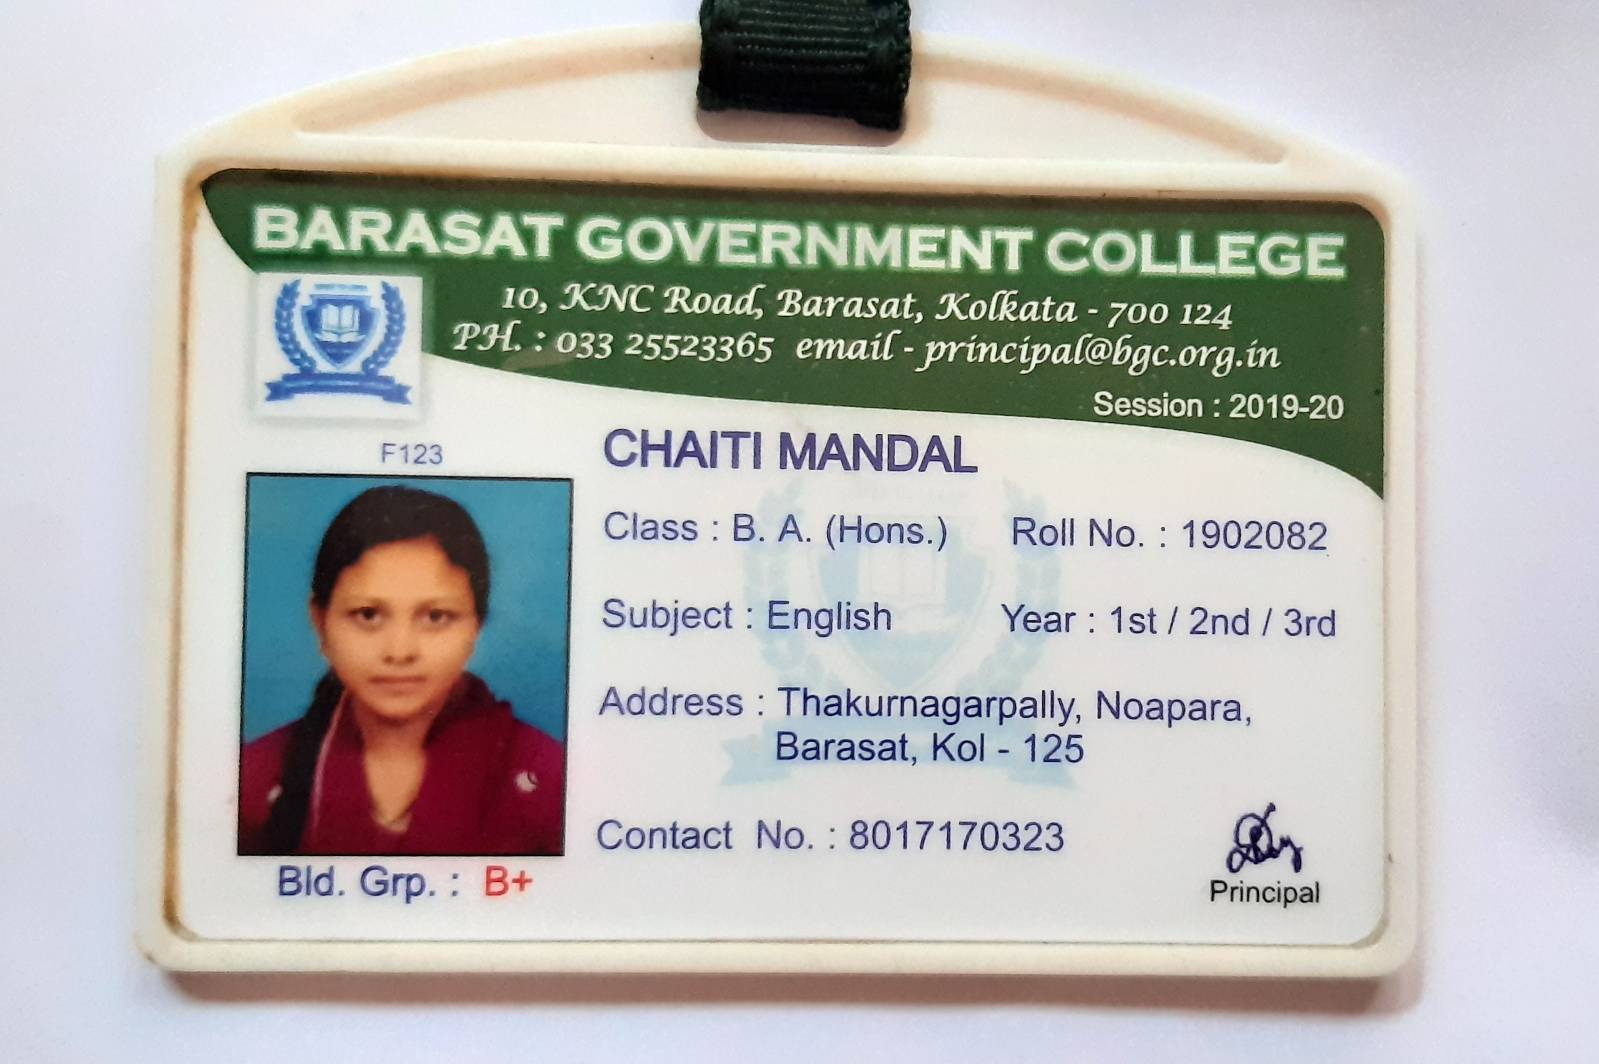 BARASAT GOVERNMENT COLLEGE
10, KNC Road, Barasat, Kolkata - 700 124
PH. : 033 25523365 email - principal@bgc.org.in
Session : 2019-20
F123
CHAITI MANDAL
Class : B. A. (Hons.) Roll No. : 1902082
Subject : English Year : 1st / 2nd / 3rd
Address : Thakurnagarpally, Noapara,
Barasat, Kol - 125
Contact No. : 8017170323
Bld. Grp. : B+
Principal